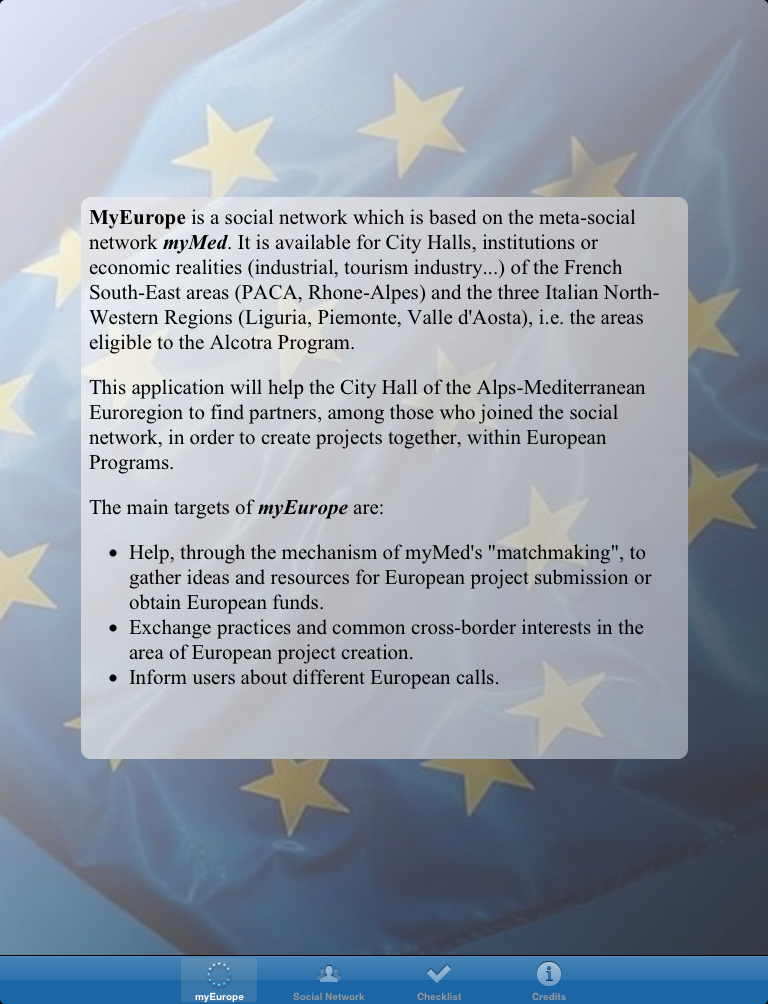 MyEurope is a social network which is based on the meta-social
network myMed. It is available for City Halls, institutions or
economic realities (industrial, tourism industry...) of the French
South-East areas (PACA, Rhone-Alpes) and the three Italian North-
Western Regions (Liguria, Piemonte, Valle d'Aosta), i.e. the areas
eligible to the Alcotra Program.
This application will help the City Hall of the Alps-Mediterranean
Euroregion to find partners, among those who joined the social
network, in order to create projects together, within European
Programs.
The main targets of myEurope are:
• Help, through the mechanism of myMed's "matchmaking", to
gather ideas and resources for European project submission or
obtain European funds.
• Exchange practices and common cross-border interests in the
area of European project creation.
• Inform users about different European calls.
myEurope Social Network Checklist Credits